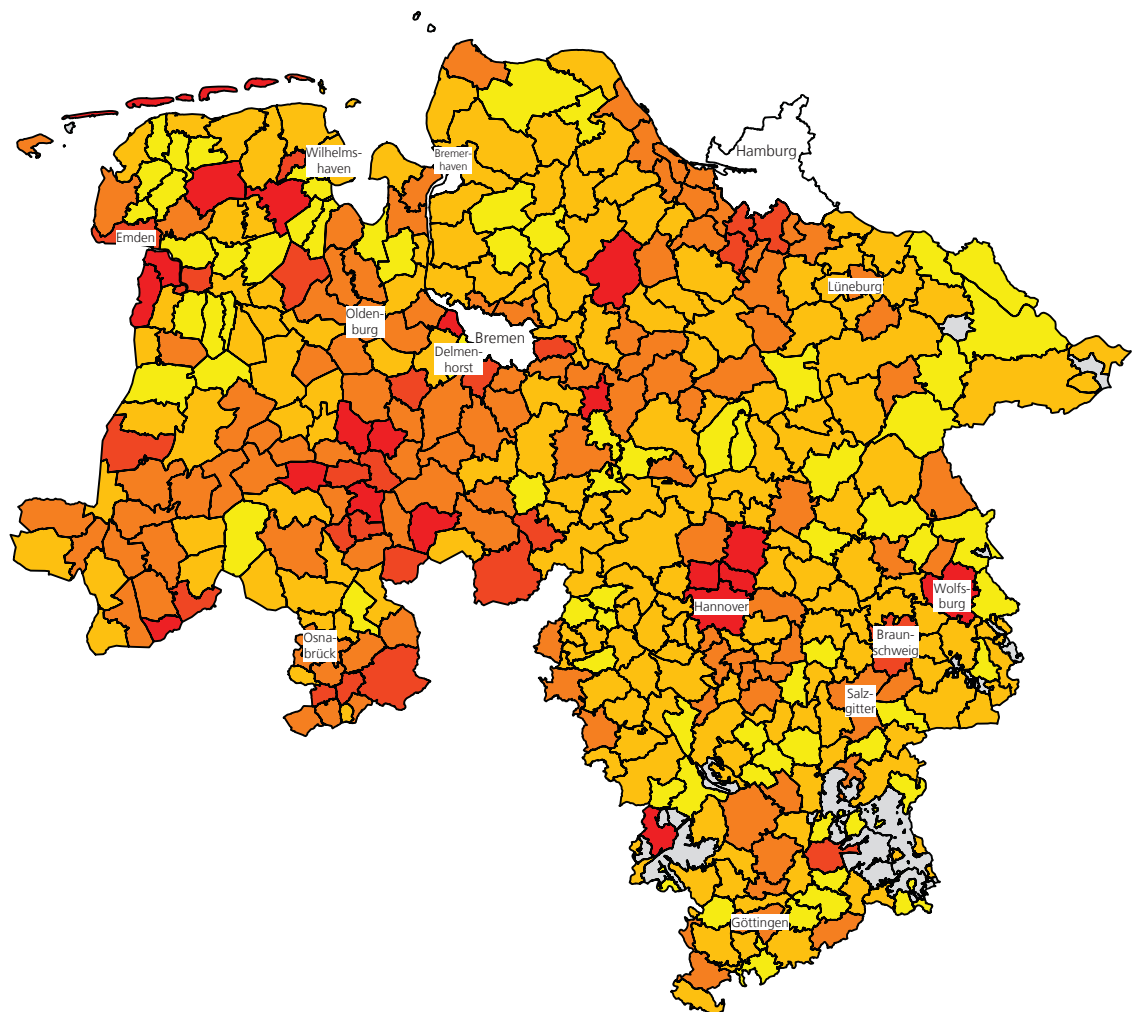 Wilhelms-
haven
Bremer-
haven
Hamburg
Emden
Lüneburg
Olden-
burg
Bremen
Delmen-
horst
Wolfs-
burg
Hannover
Braun-
schweig
Osna-
brück
Salz-
gitter
Göttingen